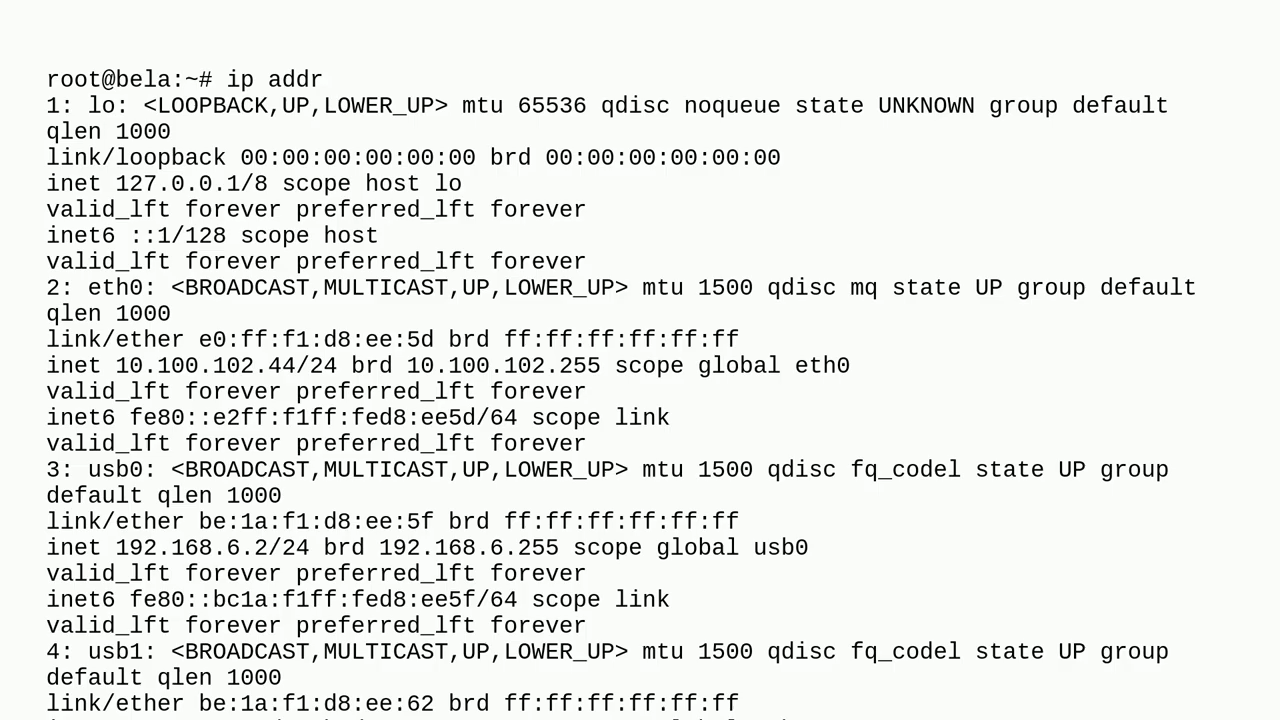 root@bela:~# ip addr
1: lo: <LOOPBACK,UP,LOWER_UP> mtu 65536 qdisc noqueue state UNKNOWN group default
qlen 1000
link/loopback 00:00:00:00:00:00 brd 00:00:00:00:00:00
inet 127.0.0.1/8 scope host lo
valid_lft forever preferred_lft forever
inet6 ::1/128 scope host
valid_lft forever preferred_lft forever
2: eth0: <BROADCAST,MULTICAST,UP,LOWER_UP> mtu 1500 qdisc mq state UP group default
qlen 1000
link/ether e0:ff:f1:d8:ee:5d brd ff:ff:ff:ff:ff:ff
inet 10.100.102.44/24 brd 10.100.102.255 scope global eth0
valid_lft forever preferred_lft forever
inet6 fe80::e2ff:f1ff:fed8:ee5d/64 scope link
valid_lft forever preferred_lft forever
3: usb0: <BROADCAST,MULTICAST,UP,LOWER_UP> mtu 1500 qdisc fq_codel state UP group
default qlen 1000
link/ether be:1a:f1:d8:ee:5f brd ff:ff:ff:ff:ff:ff
inet 192.168.6.2/24 brd 192.168.6.255 scope global usb0
valid_lft forever preferred_lft forever
inet6 fe80::bc1a:f1ff:fed8:ee5f/64 scope link
valid_lft forever preferred_lft forever
4: usb1: <BROADCAST,MULTICAST,UP,LOWER_UP> mtu 1500 qdisc fq_codel state UP group
default qlen 1000
link/ether be:1a:f1:d8:ee:62 brd ff:ff:ff:ff:ff:ff